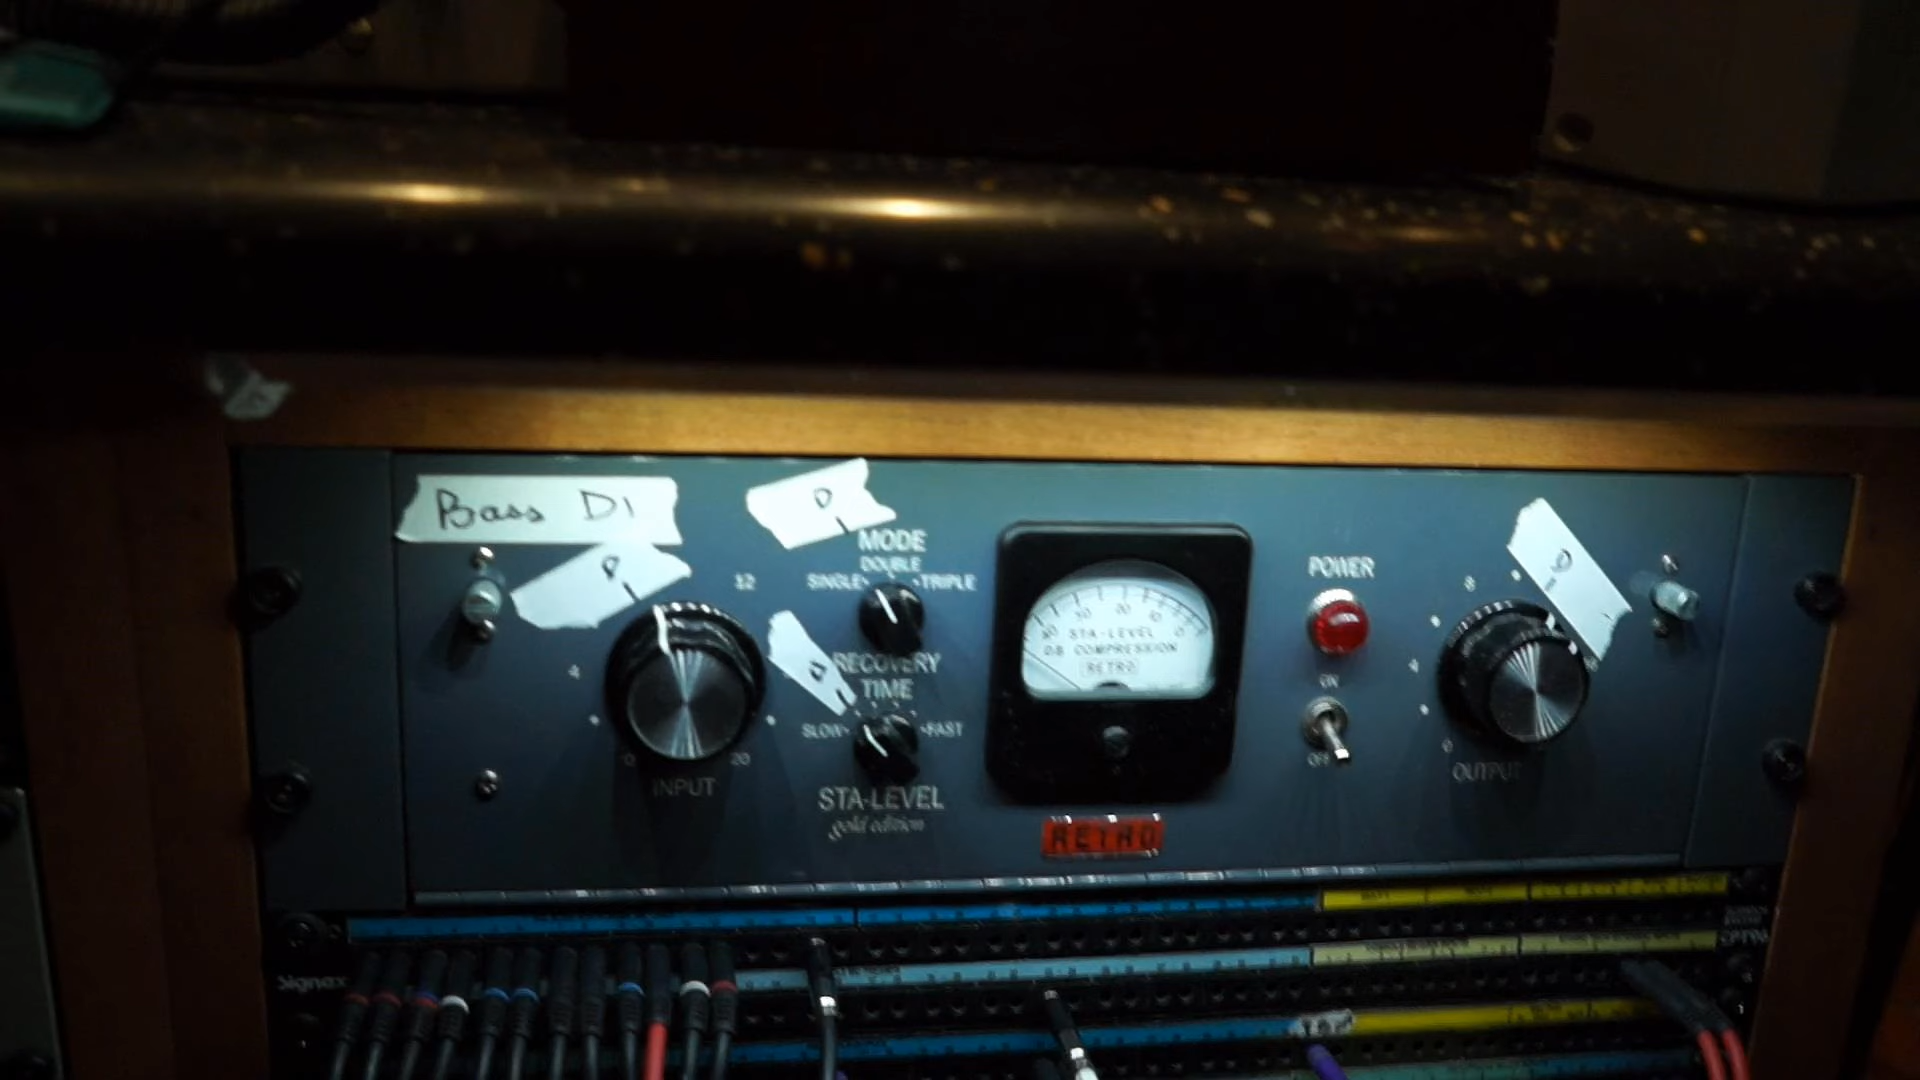 Bass DI
D
D
D
D
MODE
DOUBLE
SINGLE TRIPLE
12
8
4
4
0 20
0
INPUT
RECOVERY
TIME
SLOW FAST
STA-LEVEL
gold edition
STA-LEVEL
DB COMPRESSION
RETRO
RETRO
POWER
ON
OFF
OUTPUT
Signex